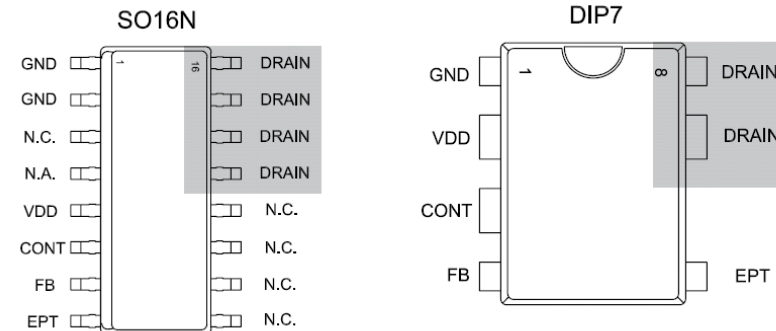 SO16N
DIP7
GND 1 16 DRAIN
GND DRAIN
N.C. DRAIN
N.A. DRAIN
VDD N.C.
CONT N.C.
FB N.C.
EPT N.C.
GND 1 8 DRAIN
VDD DRAIN
CONT
FB EPT